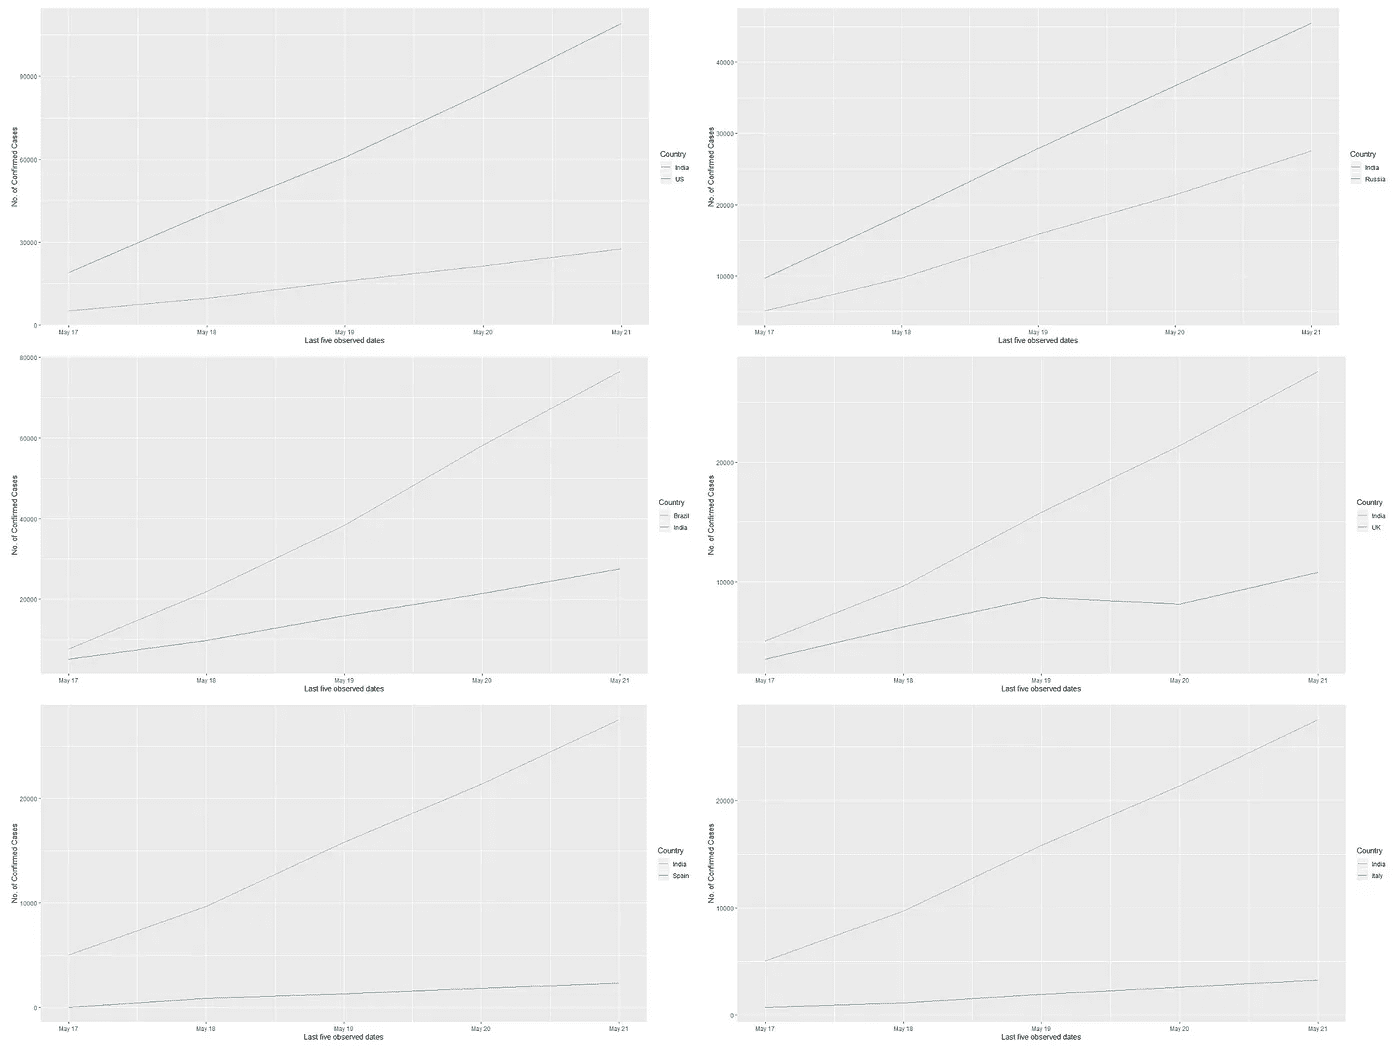 No. of Confirmed Cases
90000
60000
30000
0
May 17 May 18 May 19 May 20 May 21
Last five observed dates
Country
India
US
No. of Confirmed Cases
40000
30000
20000
10000
May 17 May 18 May 19 May 20 May 21
Last five observed dates
Country
India
Russia
No. of Confirmed Cases
80000
60000
40000
20000
May 17 May 18 May 19 May 20 May 21
Last five observed dates
Country
Brazil
India
No. of Confirmed Cases
20000
10000
May 17 May 18 May 19 May 20 May 21
Last five observed dates
Country
India
UK
No. of Confirmed Cases
20000
10000
0
May 17 May 18 May 19 May 20 May 21
Last five observed dates
Country
India
Spain
No. of Confirmed Cases
20000
10000
0
May 17 May 18 May 19 May 20 May 21
Last five observed dates
Country
India
Italy